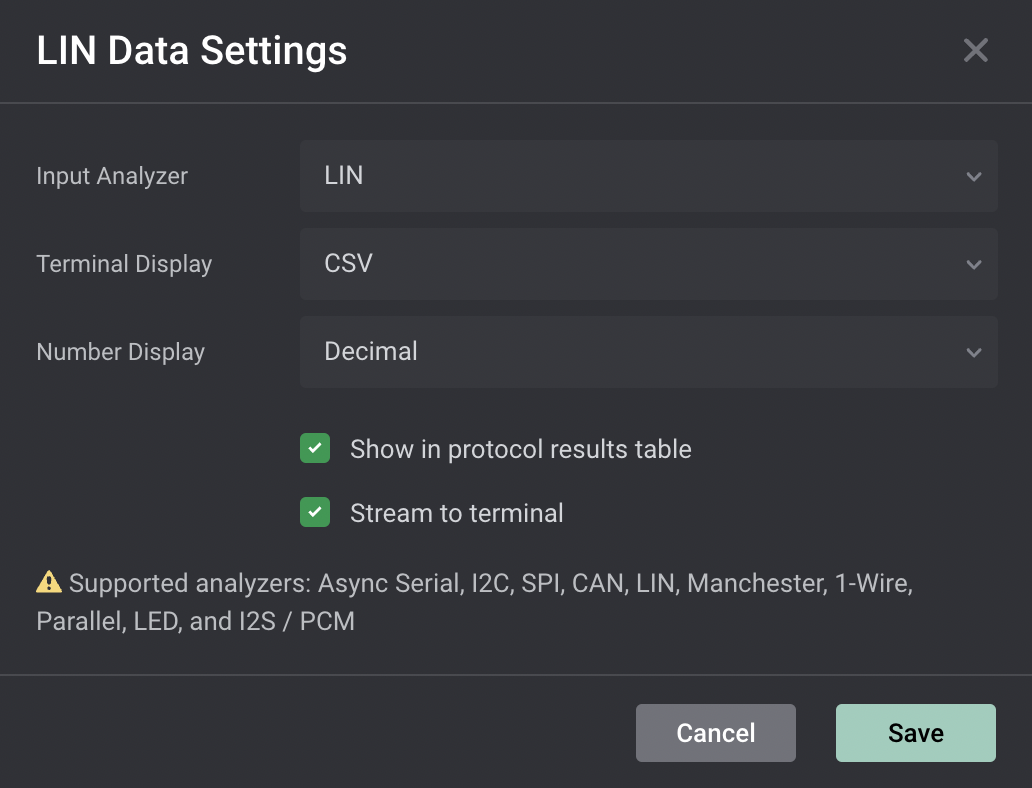 LIN Data Settings
Input Analyzer LIN
Terminal Display CSV
Number Display Decimal
Show in protocol results table
Stream to terminal
Supported analyzers: Async Serial, I2C, SPI, CAN, LIN, Manchester, 1-Wire,
Parallel, LED, and I2S / PCM
Cancel Save